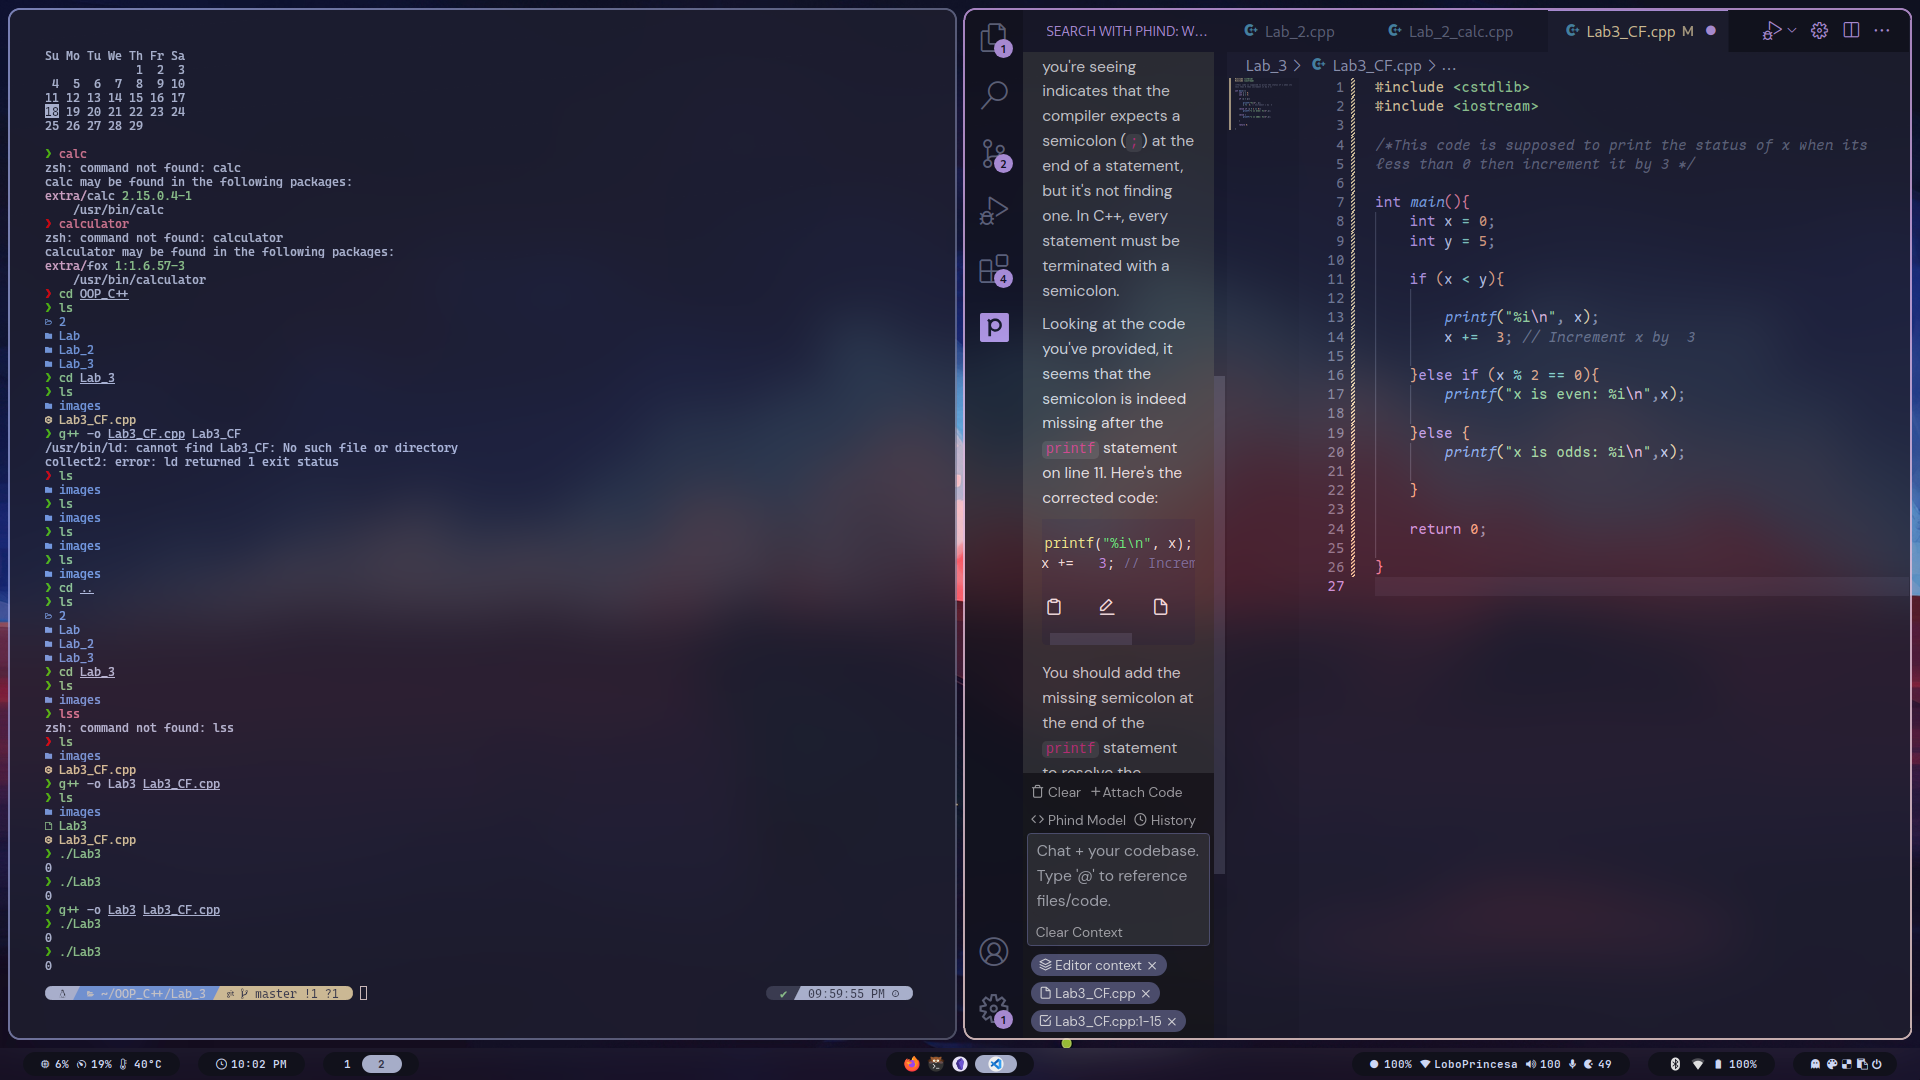 Su Mo Tu We Th Fr Sa
1 2 3
4 5 6 7 8 9 10
11 12 13 14 15 16 17
18 19 20 21 22 23 24
25 26 27 28 29
❯ calc
zsh: command not found: calc
calc may be found in the following packages:
extra/calc 2.15.0.4-1
/usr/bin/calc
❯ calculator
zsh: command not found: calculator
calculator may be found in the following packages:
extra/fox 1:1.6.57-3
/usr/bin/calculator
❯ cd OOP_C++
❯ ls
2
Lab
Lab_2
Lab_3
❯ cd Lab_3
❯ ls
images
Lab3_CF.cpp
❯ g++ -o Lab3_CF.cpp Lab3_CF
/usr/bin/ld: cannot find Lab3_CF: No such file or directory
collect2: error: ld returned 1 exit status
❯ ls
images
❯ ls
images
❯ ls
images
❯ ls
images
❯ cd ..
❯ ls
2
Lab
Lab_2
Lab_3
❯ cd Lab_3
❯ ls
images
❯ lss
zsh: command not found: lss
❯ ls
images
Lab3_CF.cpp
❯ g++ -o Lab3 Lab3_CF.cpp
❯ ls
images
Lab3
Lab3_CF.cpp
❯ ./Lab3
0
❯ ./Lab3
0
❯ g++ -o Lab3 Lab3_CF.cpp
❯ ./Lab3
0
❯ ./Lab3
0
~/OOP_C++/Lab_3 master !1 ?1 ✔ 09:59:55 PM
1
2
4
1
SEARCH WITH PHIND: W...
you're seeing
indicates that the
compiler expects a
semicolon (;) at the
end of a statement,
but it's not finding
one. In C++, every
statement must be
terminated with a
semicolon.
Looking at the code
you've provided, it
seems that the
semicolon is indeed
missing after the
printf statement
on line 11. Here's the
corrected code:
printf("%i\n", x);
x += 3; // Increm
You should add the
missing semicolon at
the end of the
printf statement
to resolve the
Clear +Attach Code
<> Phind Model History
Chat + your codebase.
Type '@' to reference
files/code.
Clear Context
Editor context ×
Lab3_CF.cpp ×
Lab3_CF.cpp:1-15 ×
Lab_2.cpp Lab_2_calc.cpp Lab3_CF.cpp M
Lab_3 > Lab3_CF.cpp > ...
1 #include <cstdlib>
2 #include <iostream>
3
4 /*This code is supposed to print the status of x when its
5 less than 0 then increment it by 3 */
6
7 int main(){
8 int x = 0;
9 int y = 5;
10
11 if (x < y){
12
13 printf("%i\n", x);
14 x += 3; // Increment x by 3
15
16 }else if (x % 2 == 0){
17 printf("x is even: %i\n",x);
18
19 }else {
20 printf("x is odds: %i\n",x);
21
22 }
23
24 return 0;
25
26 }
27
6% 19% 40°C 10:02 PM 1 2 100% LoboPrincesa 100 49 100%